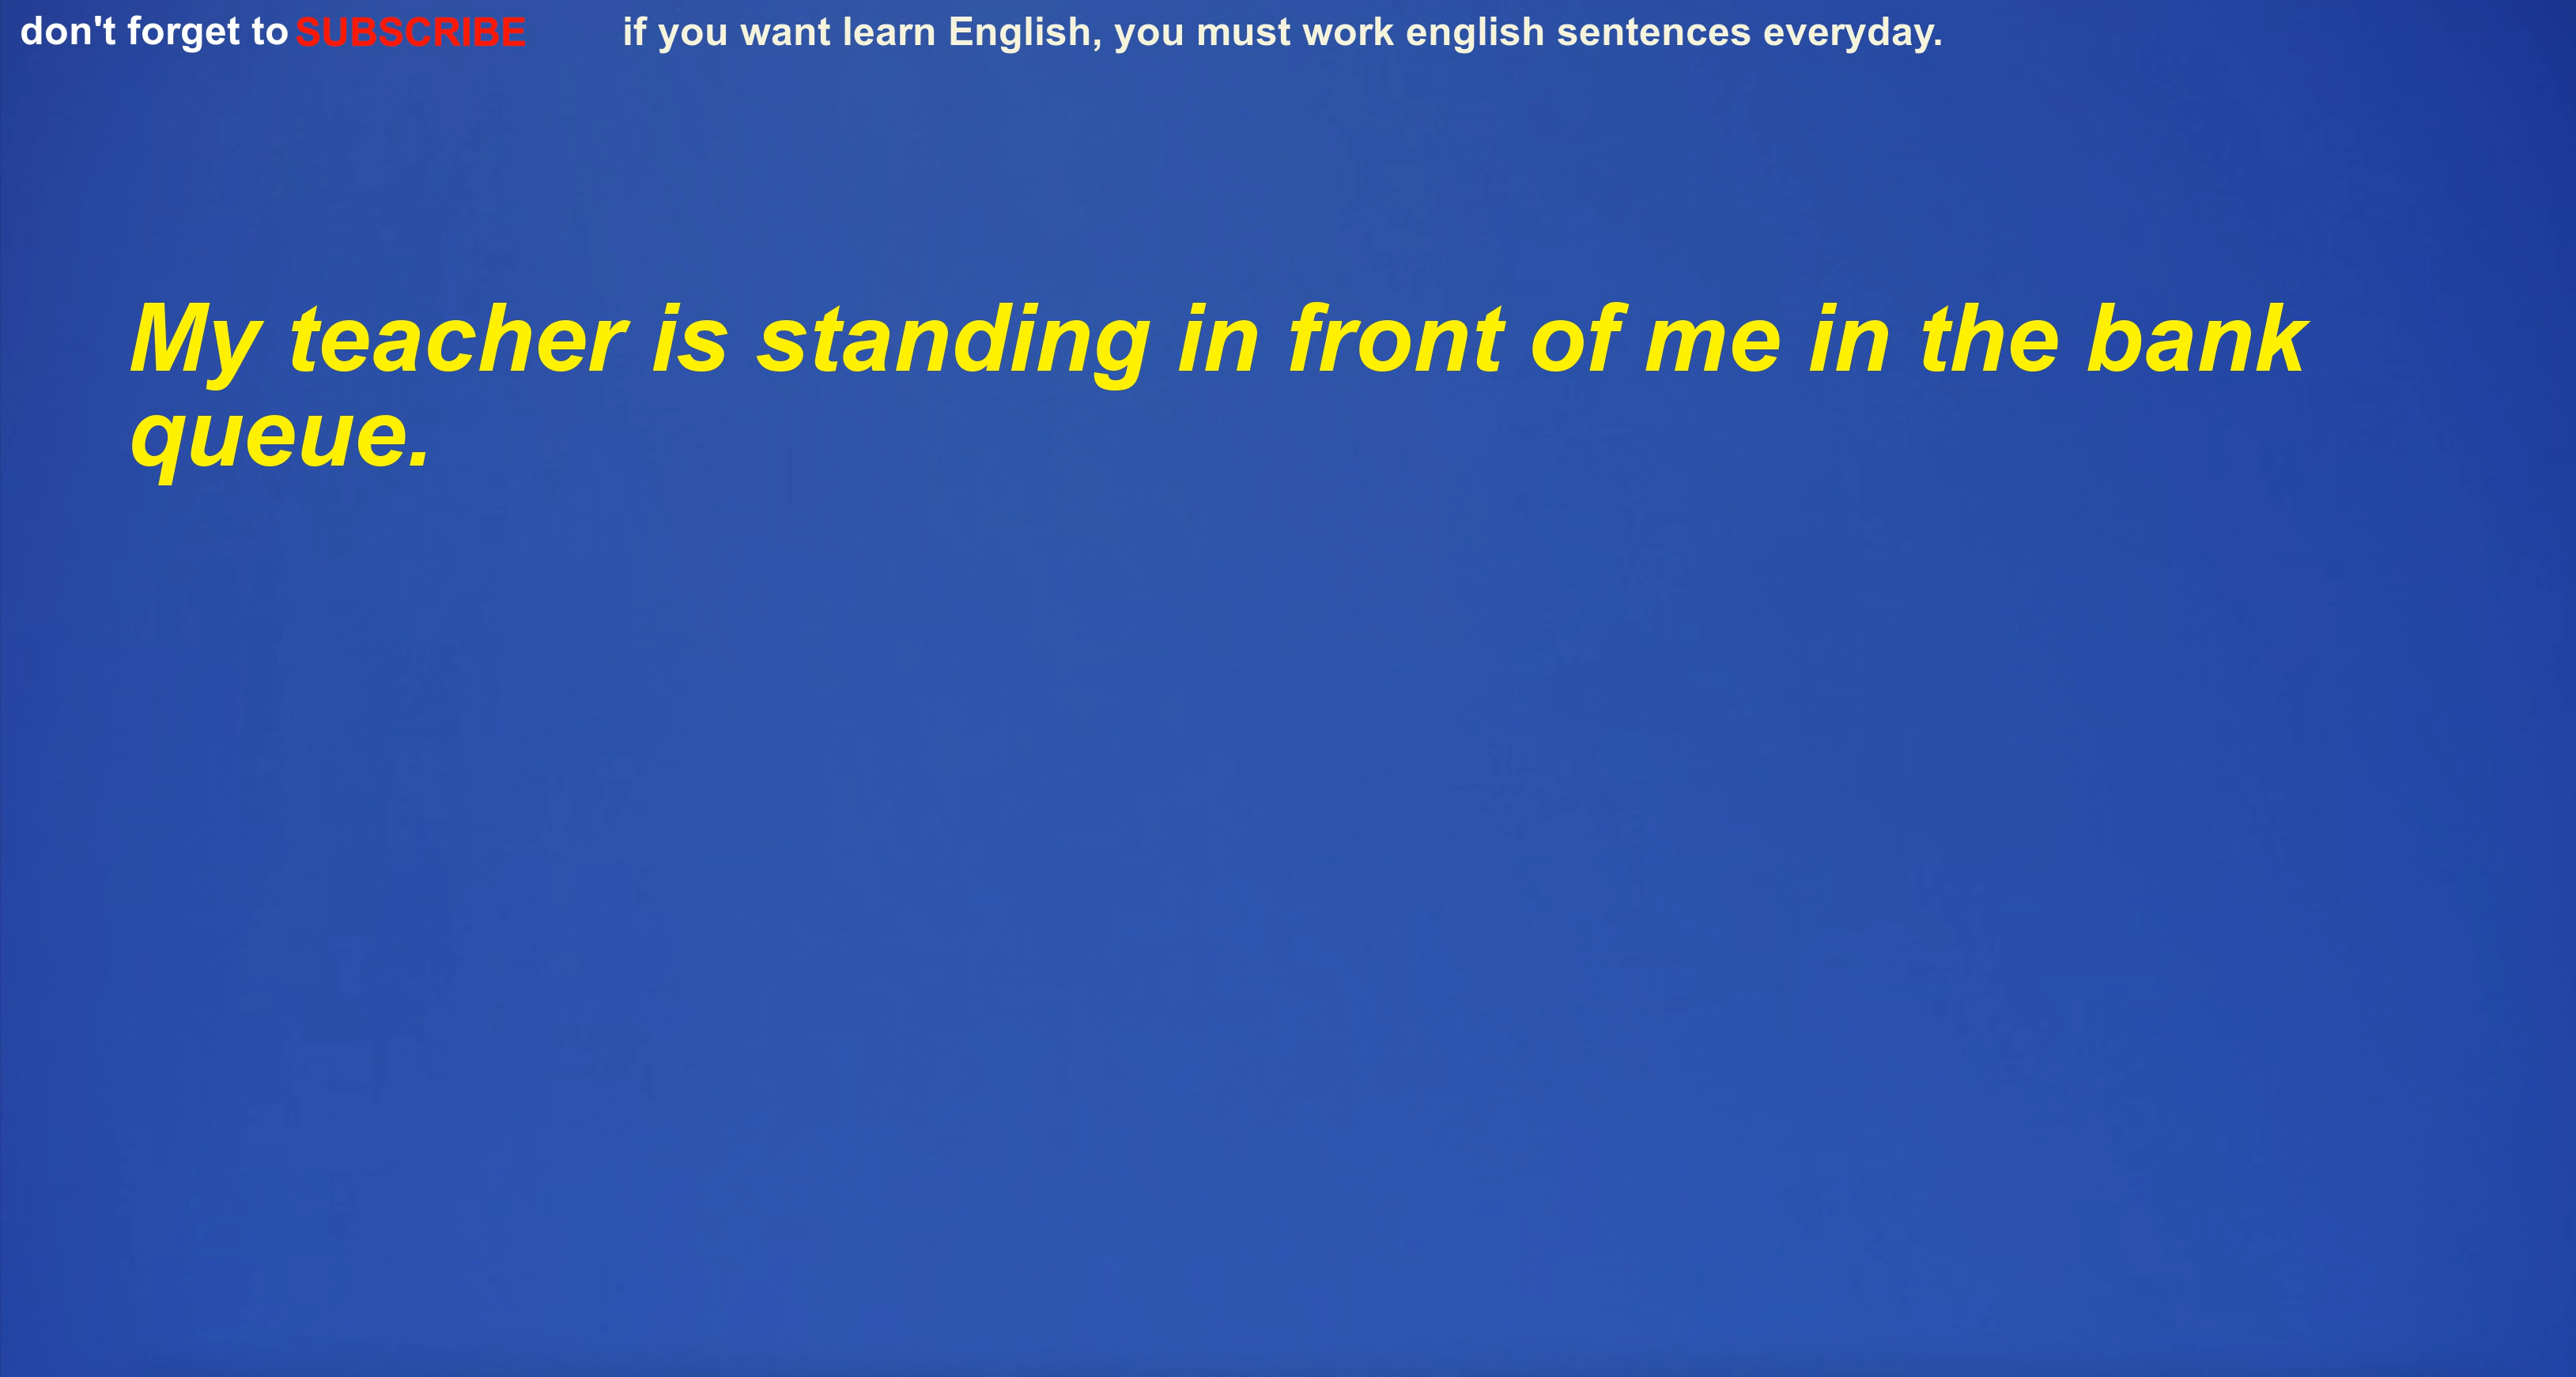 don't forget to SUBSCRIBE if you want learn English, you must work english sentences everyday.
My teacher is standing in front of me in the bank
queue.